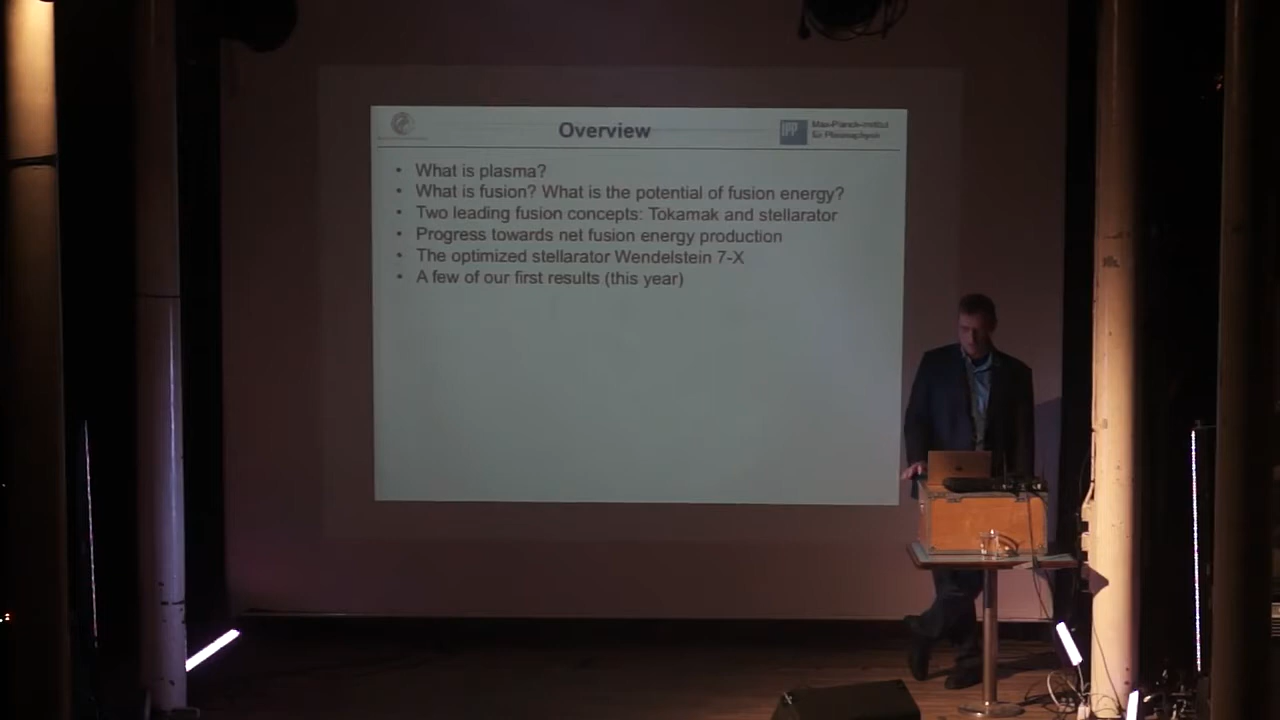 Overview
IPP
Max-Planck-Institut
für Plasmaphysik
• What is plasma?
• What is fusion? What is the potential of fusion energy?
• Two leading fusion concepts: Tokamak and stellarator
• Progress towards net fusion energy production
• The optimized stellarator Wendelstein 7-X
• A few of our first results (this year)